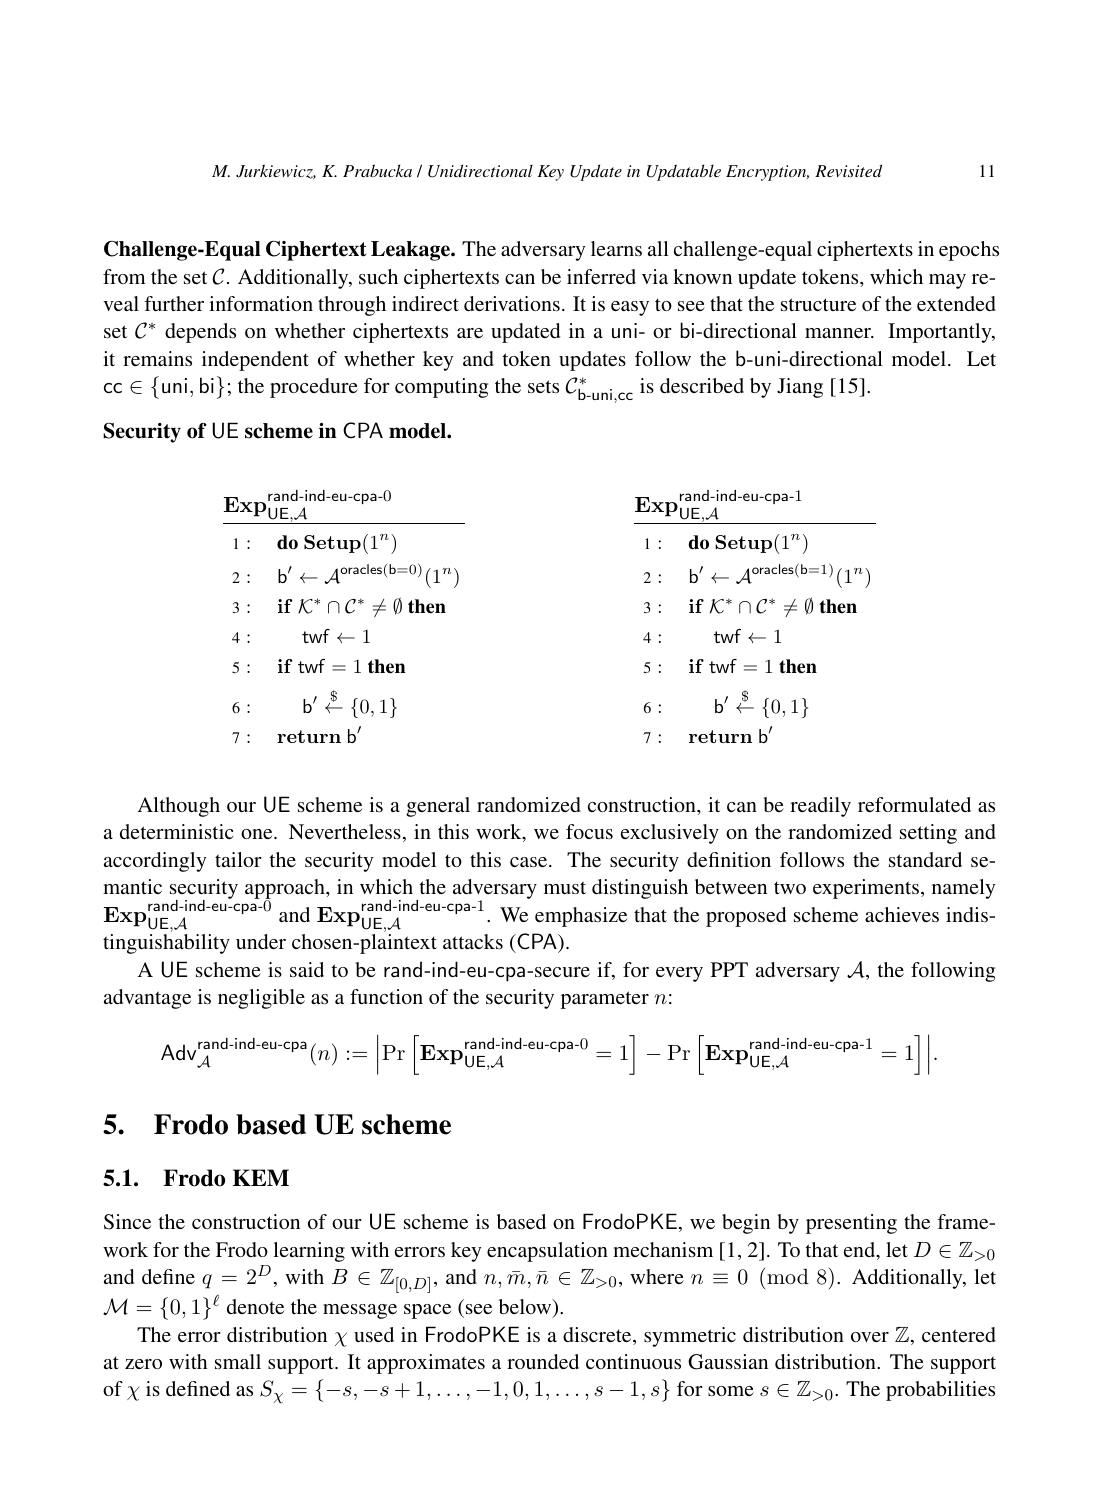 M. Jurkiewicz, K. Prabucka / Unidirectional Key Update in Updatable Encryption, Revisited 11
Challenge-Equal Ciphertext Leakage. The adversary learns all challenge-equal ciphertexts in epochs
from the set 𝒞. Additionally, such ciphertexts can be inferred via known update tokens, which may re-
veal further information through indirect derivations. It is easy to see that the structure of the extended
set 𝒞* depends on whether ciphertexts are updated in a uni- or bi-directional manner. Importantly,
it remains independent of whether key and token updates follow the b-uni-directional model. Let
cc ∈ {uni, bi}; the procedure for computing the sets 𝒞*_{b-uni,cc} is described by Jiang [15].
Security of UE scheme in CPA model.
Exp^{rand-ind-eu-cpa-0}_{UE,𝒜}
1 : do Setup(1^n)
2 : b′ ← 𝒜^{oracles(b=0)}(1^n)
3 : if 𝒦* ∩ 𝒞* ≠ ∅ then
4 : twf ← 1
5 : if twf = 1 then
6 : b′ ←$ {0, 1}
7 : return b′
Exp^{rand-ind-eu-cpa-1}_{UE,𝒜}
1 : do Setup(1^n)
2 : b′ ← 𝒜^{oracles(b=1)}(1^n)
3 : if 𝒦* ∩ 𝒞* ≠ ∅ then
4 : twf ← 1
5 : if twf = 1 then
6 : b′ ←$ {0, 1}
7 : return b′
Although our UE scheme is a general randomized construction, it can be readily reformulated as
a deterministic one. Nevertheless, in this work, we focus exclusively on the randomized setting and
accordingly tailor the security model to this case. The security definition follows the standard se-
mantic security approach, in which the adversary must distinguish between two experiments, namely
Exp^{rand-ind-eu-cpa-0}_{UE,𝒜} and Exp^{rand-ind-eu-cpa-1}_{UE,𝒜}. We emphasize that the proposed scheme achieves indis-
tinguishability under chosen-plaintext attacks (CPA).
A UE scheme is said to be rand-ind-eu-cpa-secure if, for every PPT adversary 𝒜, the following
advantage is negligible as a function of the security parameter n:
Adv^{rand-ind-eu-cpa}_𝒜(n) := |Pr [Exp^{rand-ind-eu-cpa-0}_{UE,𝒜} = 1] − Pr [Exp^{rand-ind-eu-cpa-1}_{UE,𝒜} = 1]|.
5. Frodo based UE scheme
5.1. Frodo KEM
Since the construction of our UE scheme is based on FrodoPKE, we begin by presenting the frame-
work for the Frodo learning with errors key encapsulation mechanism [1, 2]. To that end, let D ∈ ℤ_{>0}
and define q = 2^D, with B ∈ ℤ_{[0,D]}, and n, m̄, n̄ ∈ ℤ_{>0}, where n ≡ 0 (mod 8). Additionally, let
ℳ = {0, 1}^ℓ denote the message space (see below).
The error distribution χ used in FrodoPKE is a discrete, symmetric distribution over ℤ, centered
at zero with small support. It approximates a rounded continuous Gaussian distribution. The support
of χ is defined as S_χ = {−s, −s + 1, . . . , −1, 0, 1, . . . , s − 1, s} for some s ∈ ℤ_{>0}. The probabilities